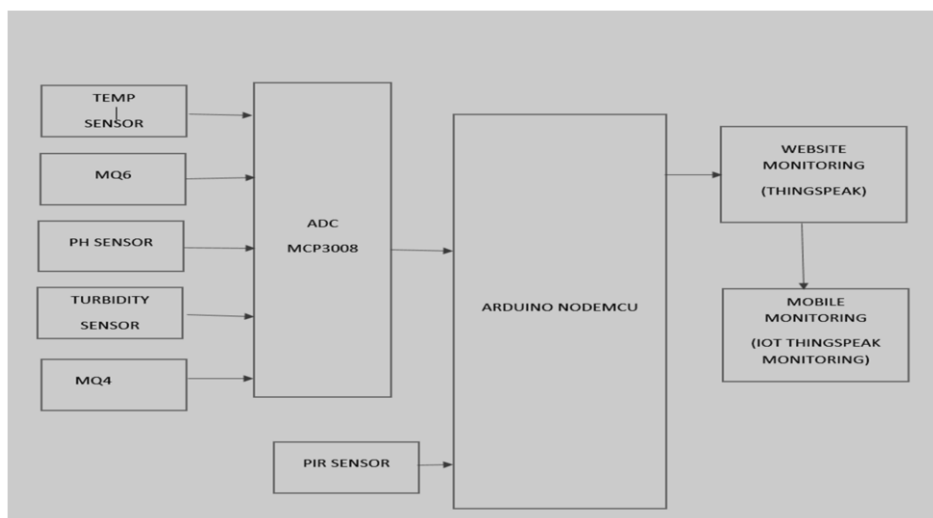 TEMP
SENSOR
MQ6
PH SENSOR
TURBIDITY
SENSOR
MQ4
ADC
MCP3008
PIR SENSOR
ARDUINO NODEMCU
WEBSITE
MONITORING
(THINGSPEAK)
MOBILE
MONITORING
(IOT THINGSPEAK
MONITORING)